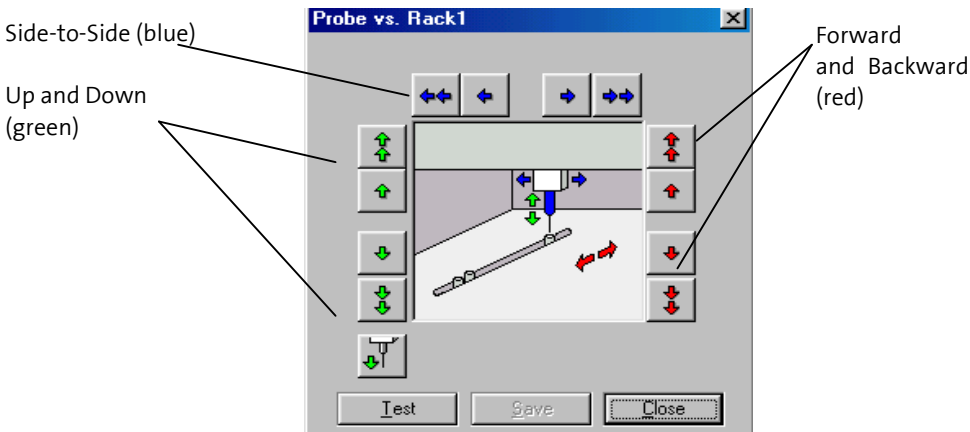 Probe vs. Rack1
Side-to-Side (blue)
Up and Down
(green)
Forward
and Backward
(red)
Test
Save
Close